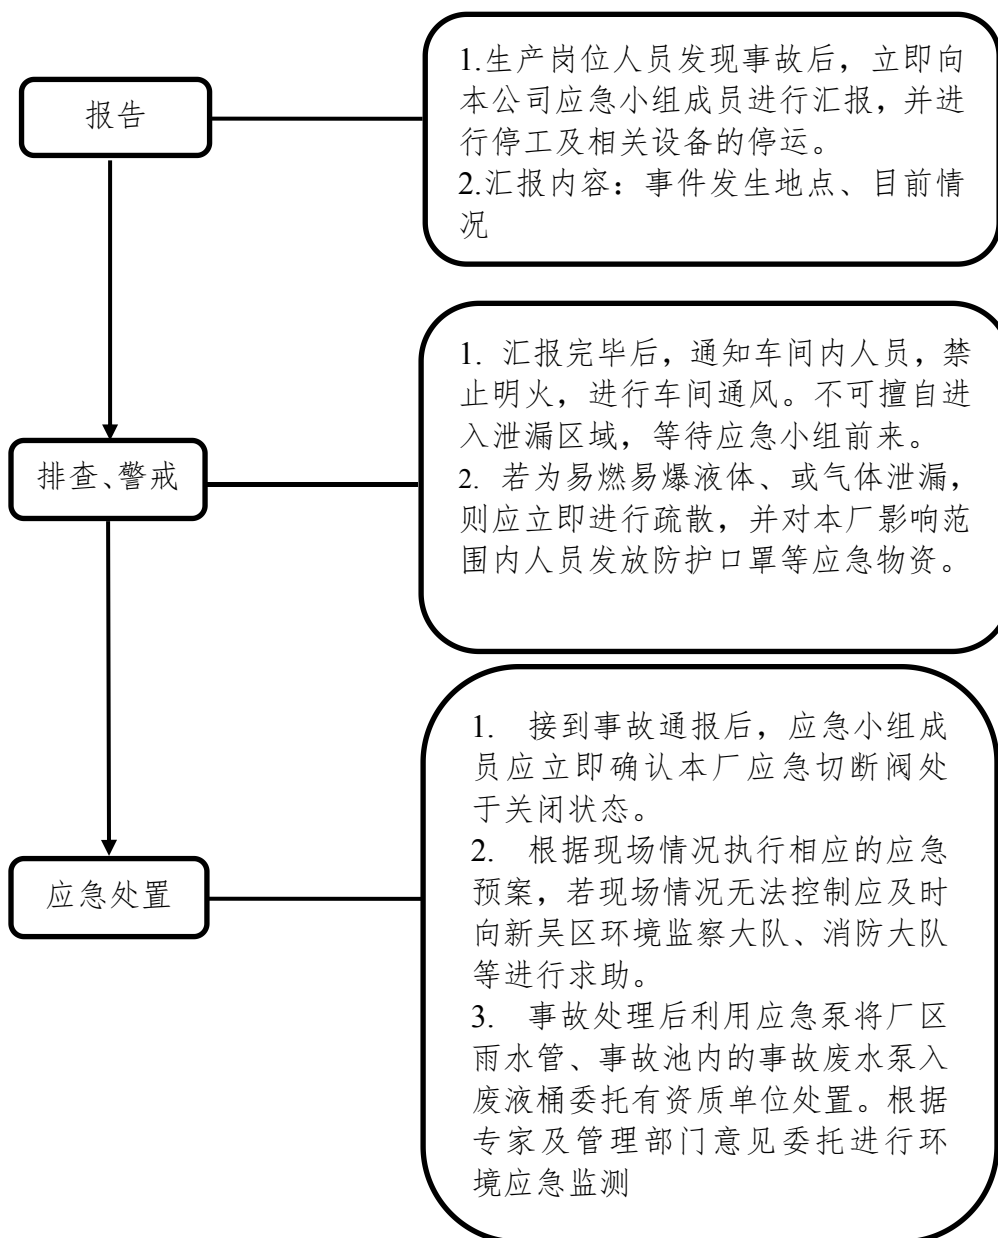 报告
1.生产岗位人员发现事故后，立即向
本公司应急小组成员进行汇报，并进
行停工及相关设备的停运。
2.汇报内容：事件发生地点、目前情
况
排查、警戒
1. 汇报完毕后，通知车间内人员，禁
止明火，进行车间通风。不可擅自进
入泄漏区域，等待应急小组前来。
2. 若为易燃易爆液体、或气体泄漏，
则应立即进行疏散，并对本厂影响范
围内人员发放防护口罩等应急物资。
应急处置
1. 接到事故通报后，应急小组成
员应立即确认本厂应急切断阀处
于关闭状态。
2. 根据现场情况执行相应的应急
预案，若现场情况无法控制应及时
向新吴区环境监察大队、消防大队
等进行求助。
3. 事故处理后利用应急泵将厂区
雨水管、事故池内的事故废水泵入
废液桶委托有资质单位处置。根据
专家及管理部门意见委托进行环
境应急监测